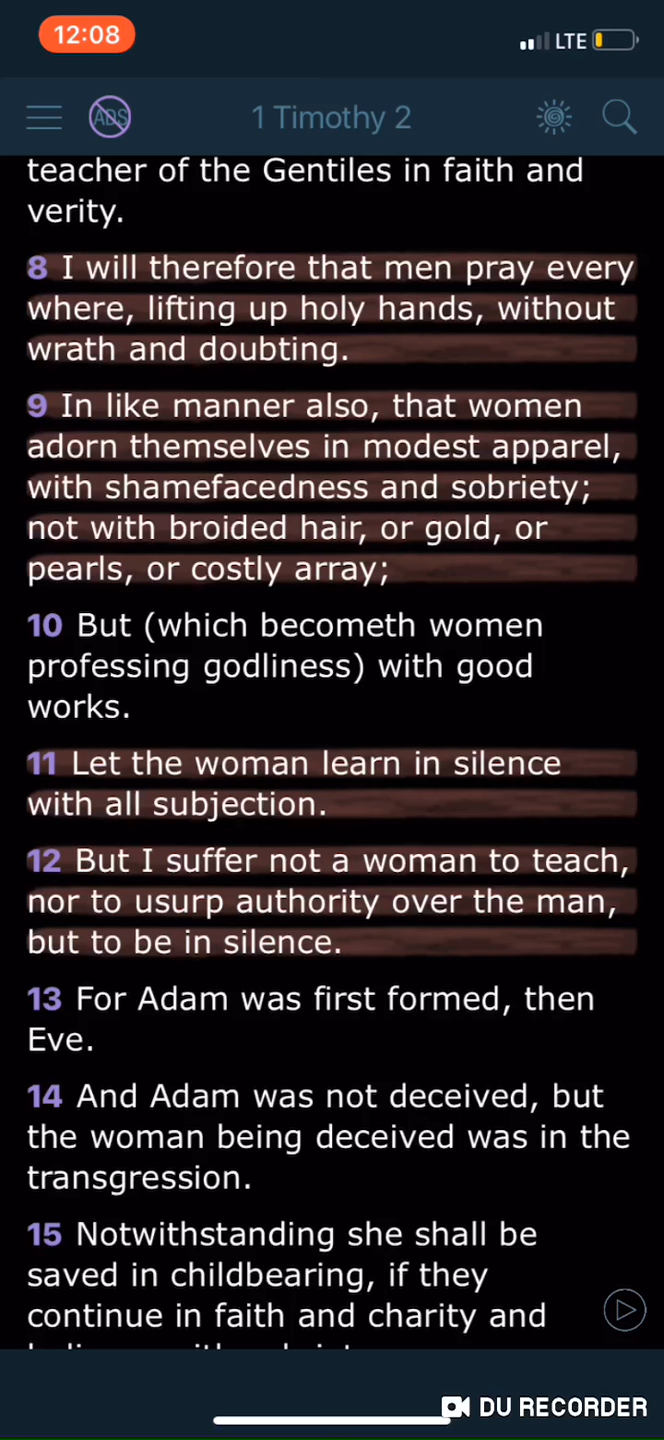 12:08
LTE
ADS
1 Timothy 2
teacher of the Gentiles in faith and
verity.
8 I will therefore that men pray every
where, lifting up holy hands, without
wrath and doubting.
9 In like manner also, that women
adorn themselves in modest apparel,
with shamefacedness and sobriety;
not with broided hair, or gold, or
pearls, or costly array;
10 But (which becometh women
professing godliness) with good
works.
11 Let the woman learn in silence
with all subjection.
12 But I suffer not a woman to teach,
nor to usurp authority over the man,
but to be in silence.
13 For Adam was first formed, then
Eve.
14 And Adam was not deceived, but
the woman being deceived was in the
transgression.
15 Notwithstanding she shall be
saved in childbearing, if they
continue in faith and charity and
DU RECORDER